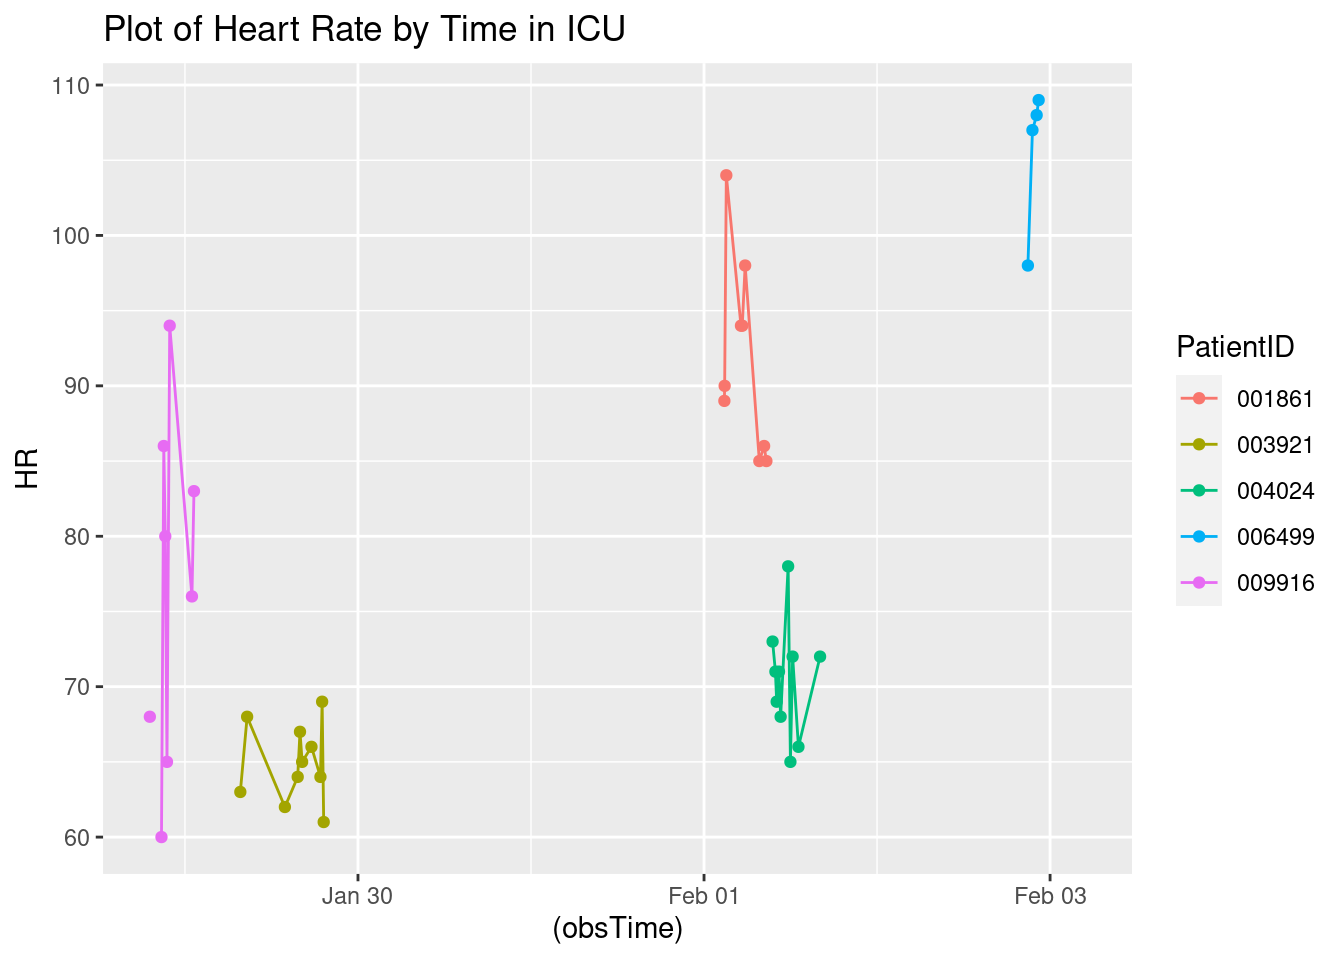 Plot of Heart Rate by Time in ICU
110
100
90
80
70
60
HR
Jan 30
Feb 01
Feb 03
(obsTime)
PatientID
001861
003921
004024
006499
009916